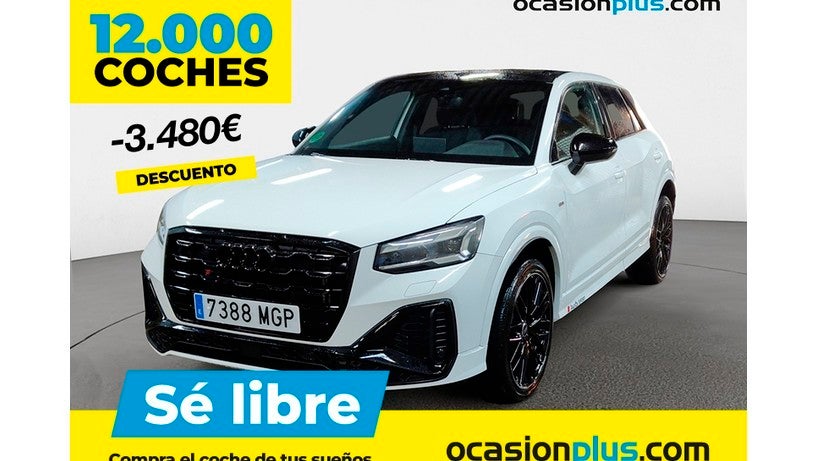 ocasionplus.com
12.000
COCHES
-3.480€
DESCUENTO
7388 MGP
Sé libre
Compra el coche de tus sueños
ocasionplus.com